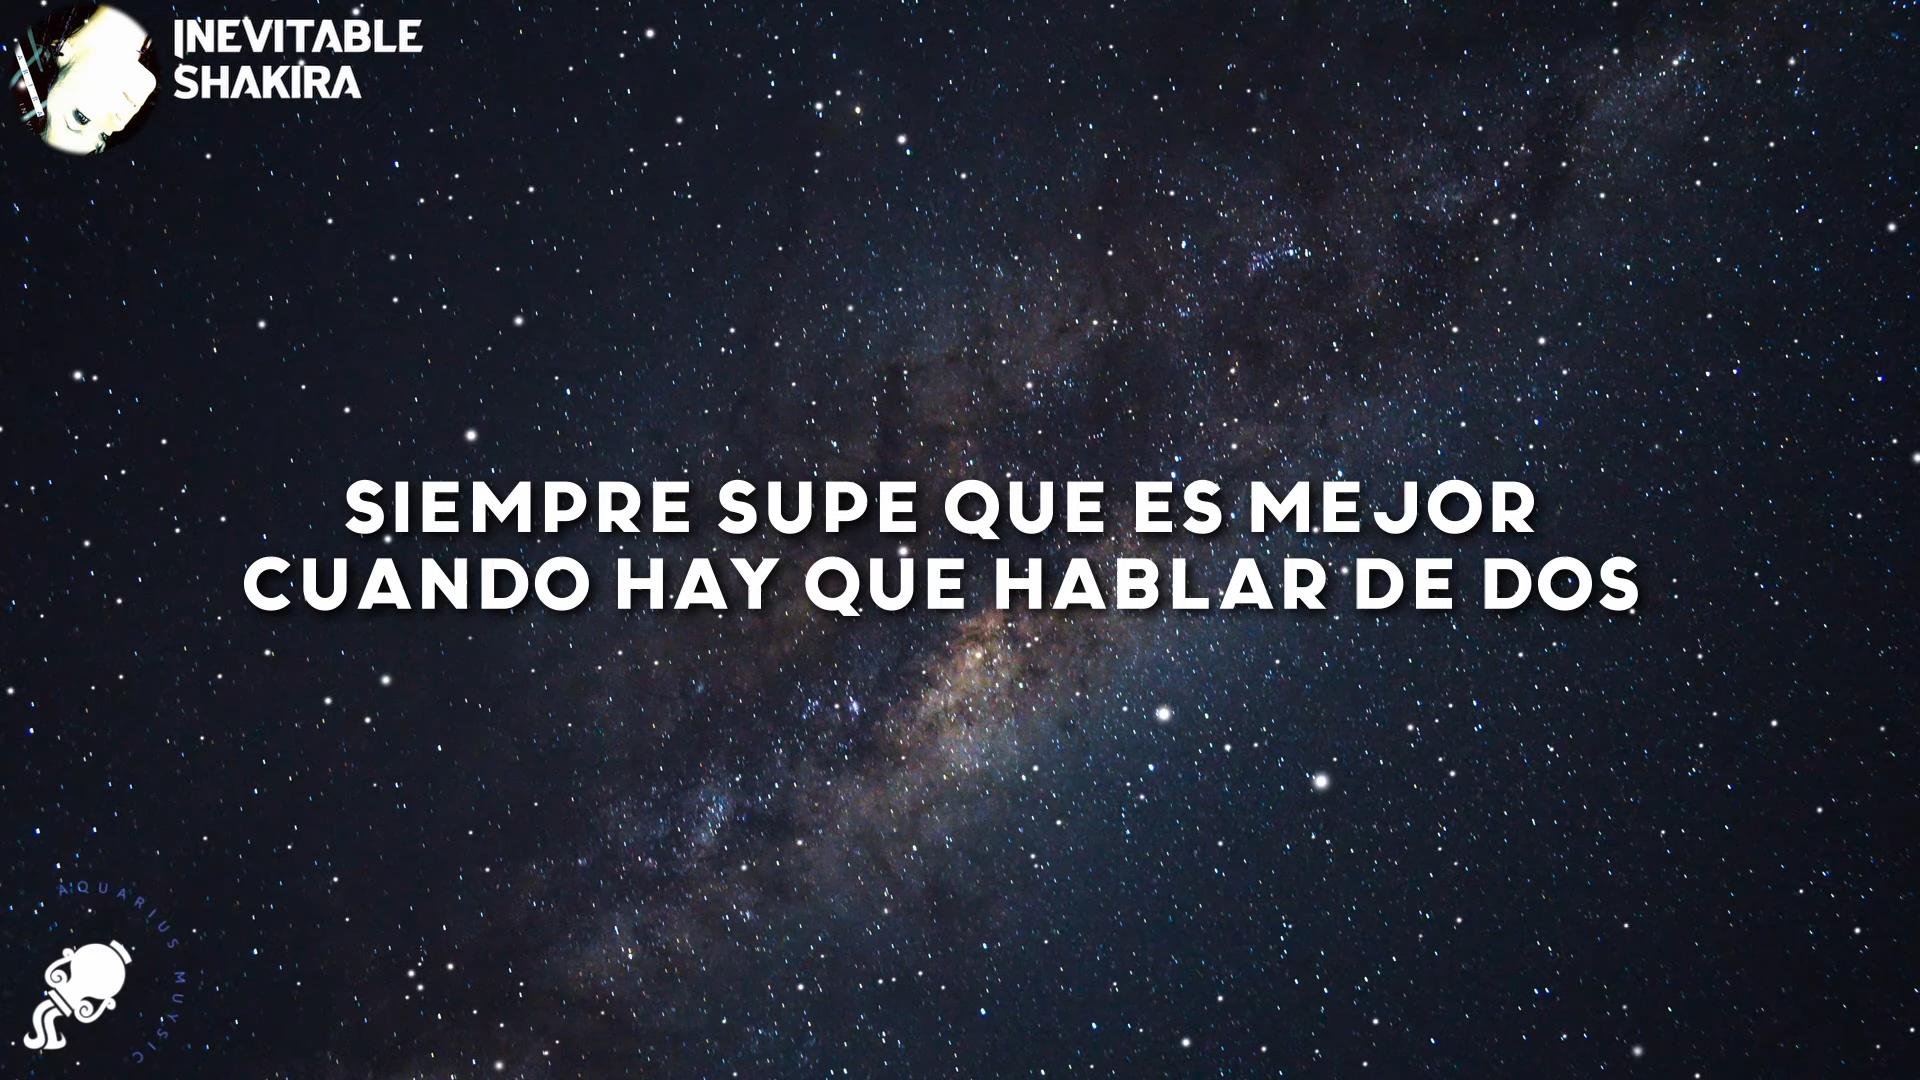 INEVITABLE
SHAKIRA
SIEMPRE SUPE QUE ES MEJOR
CUANDO HAY QUE HABLAR DE DOS
AQUARIUS MUYSIC